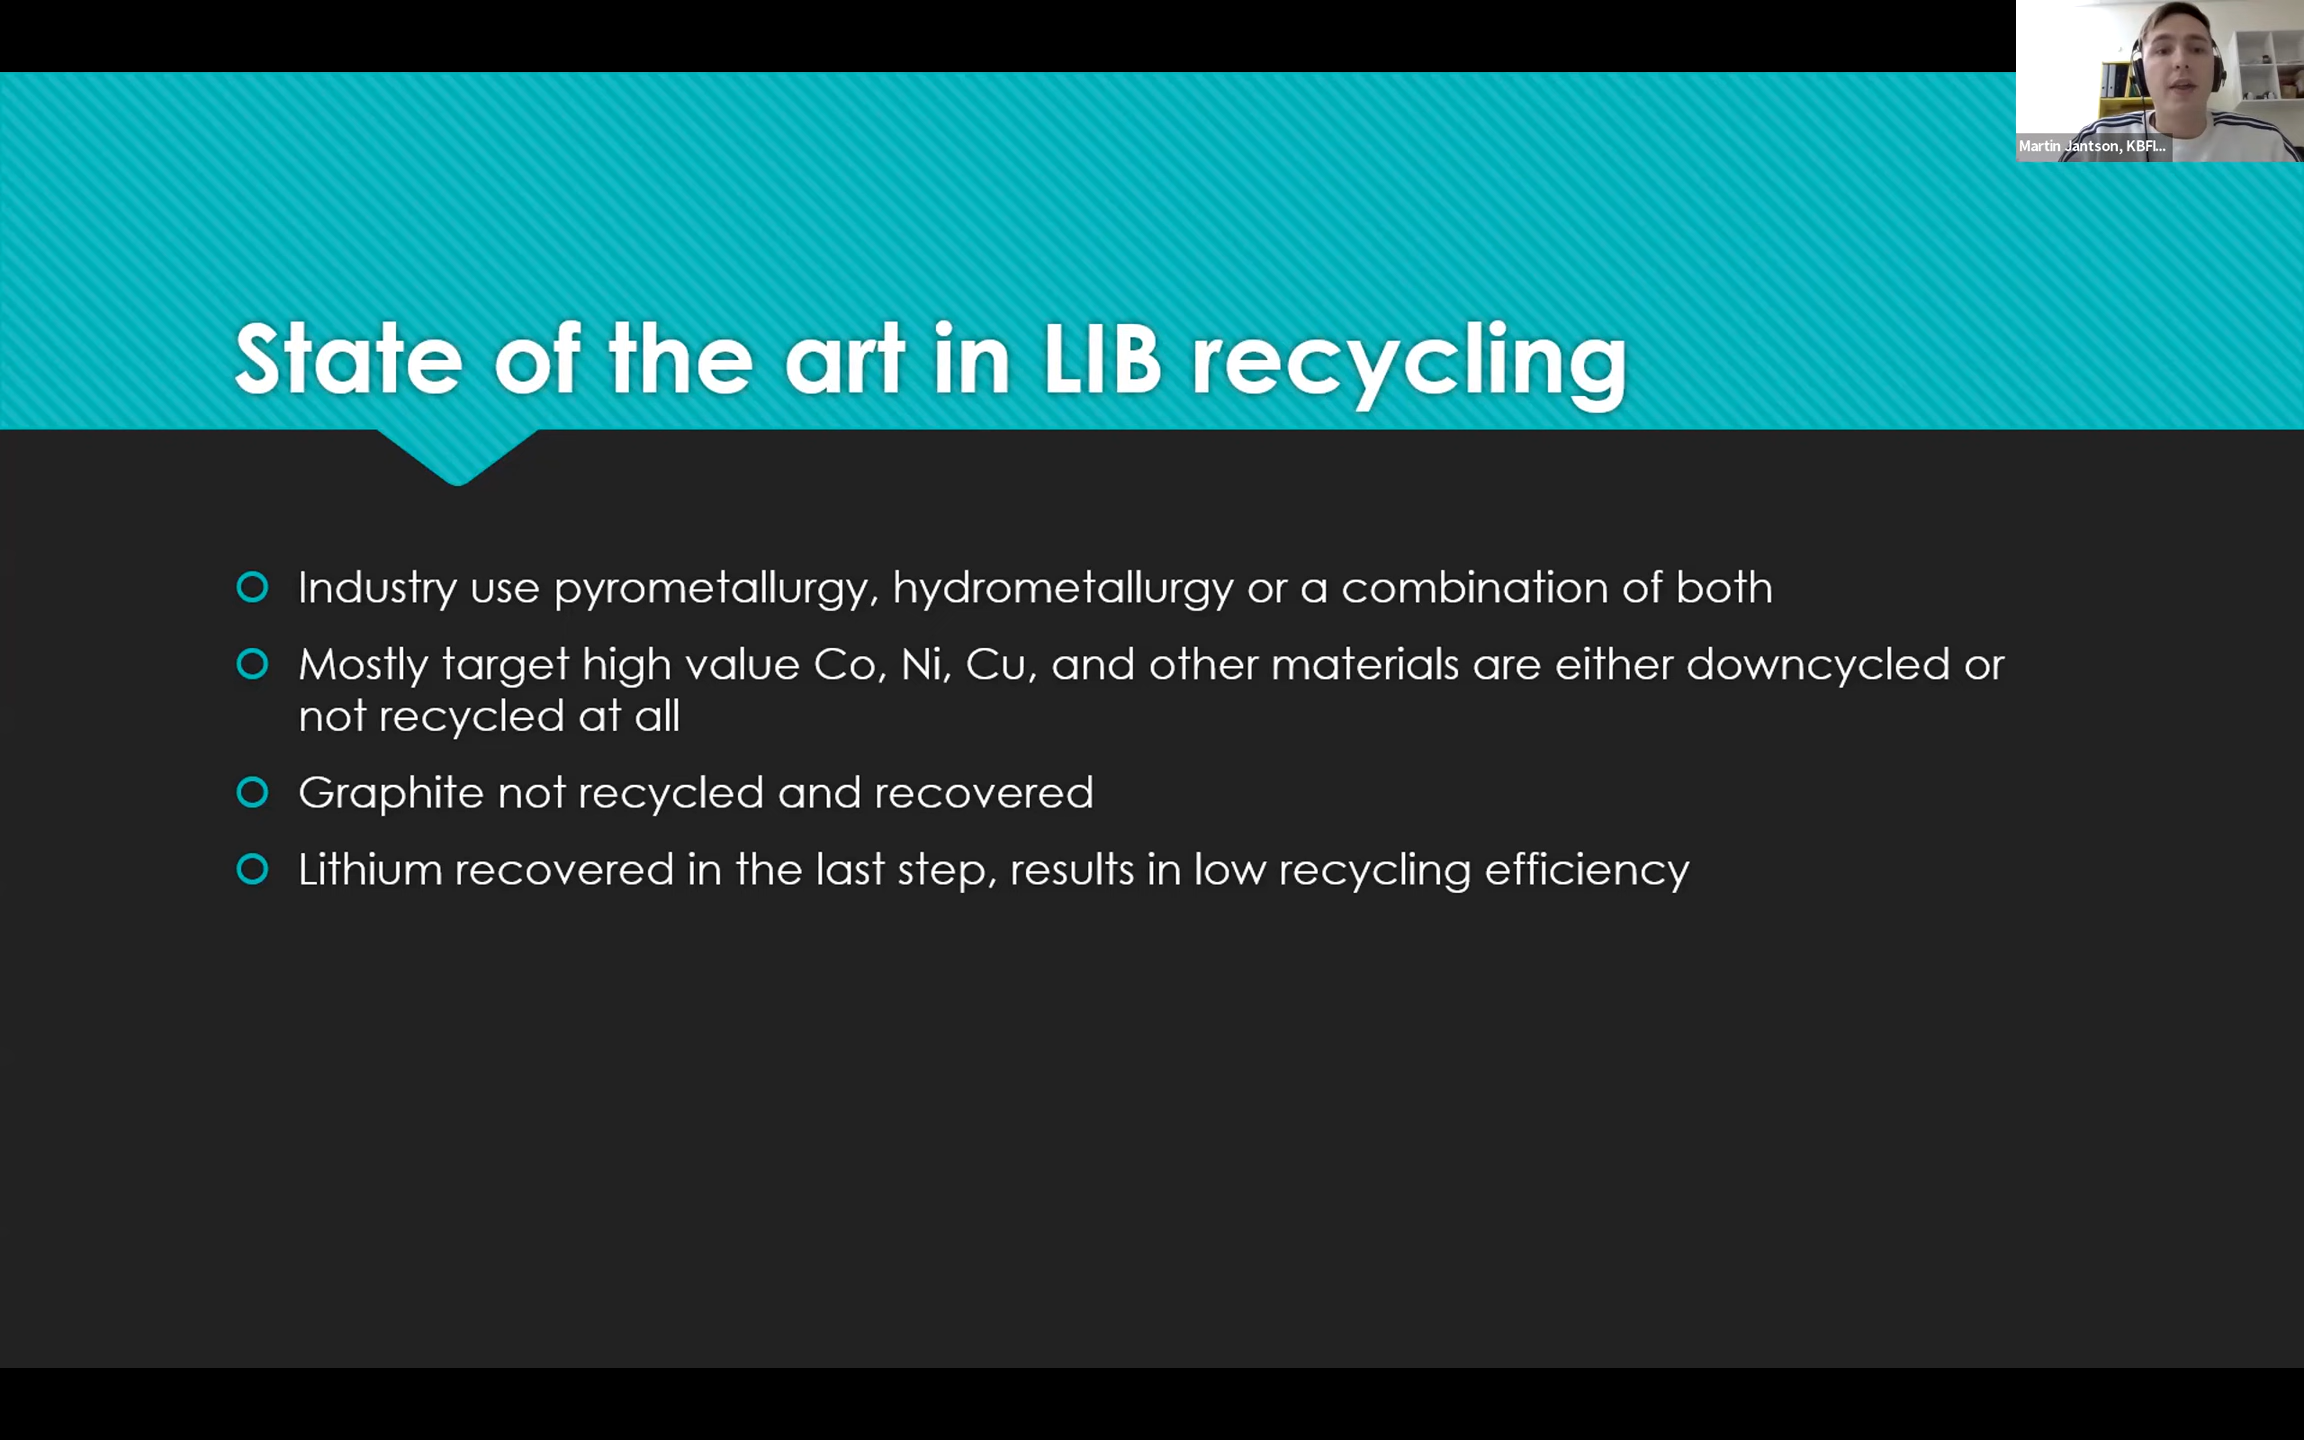 Martin Jantson, KBFI...
State of the art in LIB recycling
Industry use pyrometallurgy, hydrometallurgy or a combination of both
Mostly target high value Co, Ni, Cu, and other materials are either downcycled or
not recycled at all
Graphite not recycled and recovered
Lithium recovered in the last step, results in low recycling efficiency